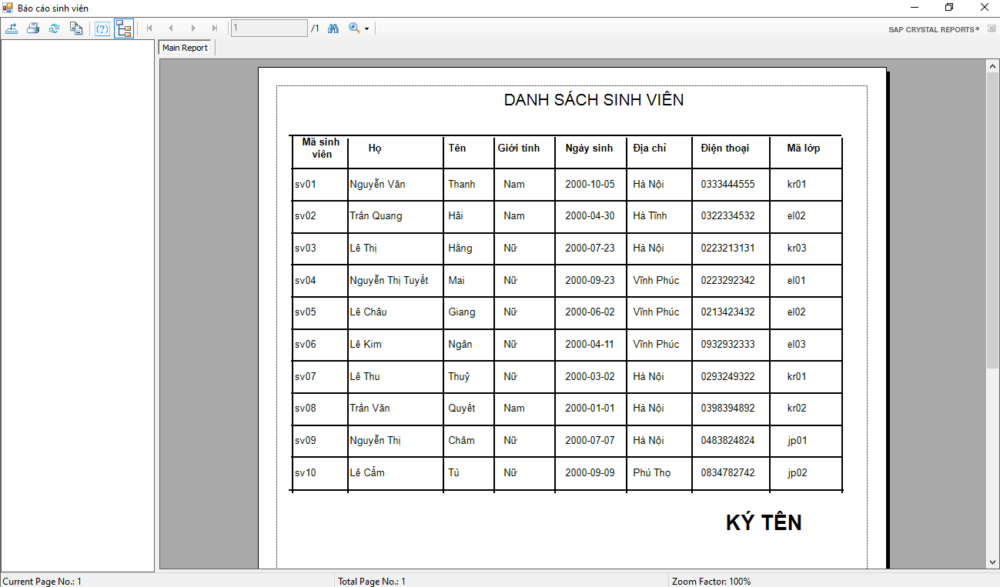 Báo cáo sinh viên
1 /1
SAP CRYSTAL REPORTS®
Main Report
DANH SÁCH SINH VIÊN
Mã sinh viên Họ Tên Giới tính Ngày sinh Địa chỉ Điện thoại Mã lớp
sv01 Nguyễn Văn Thanh Nam 2000-10-05 Hà Nội 0333444555 kr01
sv02 Trần Quang Hải Nam 2000-04-30 Hà Tĩnh 0322334532 el02
sv03 Lê Thị Hằng Nữ 2000-07-23 Hà Nội 0223213131 kr03
sv04 Nguyễn Thị Tuyết Mai Nữ 2000-09-23 Vĩnh Phúc 0223292342 el01
sv05 Lê Châu Giang Nữ 2000-06-02 Vĩnh Phúc 0213423432 el02
sv06 Lê Kim Ngân Nữ 2000-04-11 Vĩnh Phúc 0932932333 el03
sv07 Lê Thu Thuỷ Nữ 2000-03-02 Hà Nội 0293249322 kr01
sv08 Trần Văn Quyết Nam 2000-01-01 Hà Nội 0398394892 kr02
sv09 Nguyễn Thị Châm Nữ 2000-07-07 Hà Nội 0483824824 jp01
sv10 Lê Cẩm Tú Nữ 2000-09-09 Phú Thọ 0834782742 jp02
KÝ TÊN
Current Page No.: 1 Total Page No.: 1 Zoom Factor: 100%